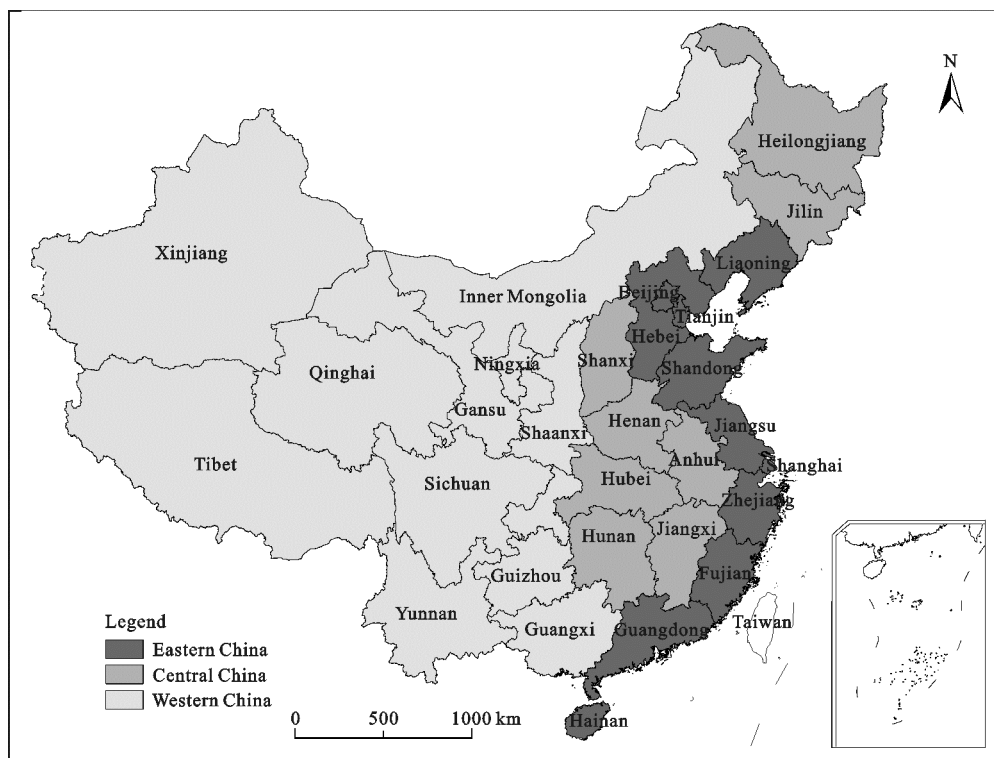 N
Heilongjiang
Jilin
Xinjiang
Liaoning
Inner Mongolia
Beijing
Tianjin
Hebei
Shanxi
Ningxia
Shandong
Qinghai
Gansu
Henan
Jiangsu
Shaanxi
Anhui
Shanghai
Tibet
Sichuan
Hubei
Zhejiang
Hunan
Jiangxi
Guizhou
Fujian
Yunnan
Guangxi
Guangdong
Taiwan
Hainan
Legend
Eastern China
Central China
Western China
0 500 1000 km